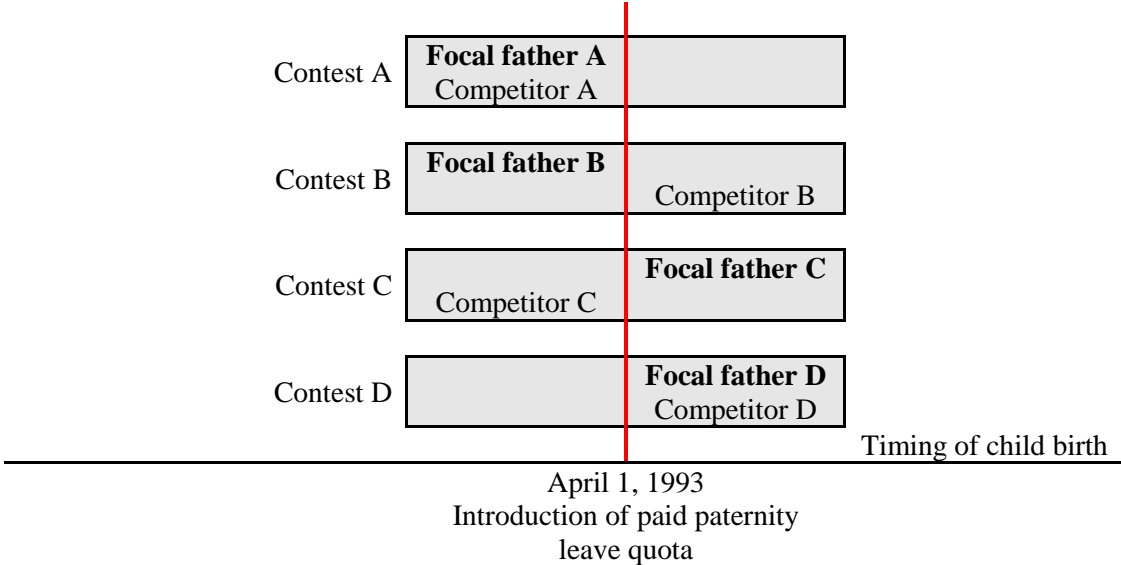 Contest A
Focal father A
Competitor A
Contest B
Focal father B
Competitor B
Contest C
Focal father C
Competitor C
Contest D
Focal father D
Competitor D
Timing of child birth
April 1, 1993
Introduction of paid paternity
leave quota